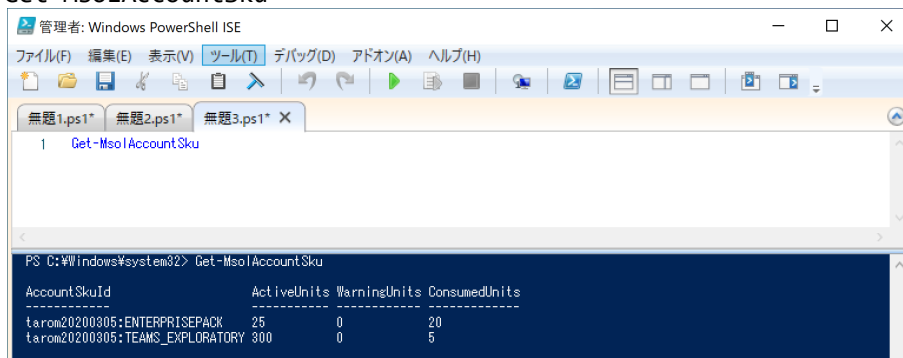 Get-MsolAccountSku
管理者: Windows PowerShell ISE
ファイル(F) 編集(E) 表示(V) ツール(T) デバッグ(D) アドオン(A) ヘルプ(H)
無題1.ps1* 無題2.ps1* 無題3.ps1* X
1 Get-MsolAccountSku
PS C:¥Windows¥system32> Get-MsolAccountSku
AccountSkuId ActiveUnits WarningUnits ConsumedUnits
------------ ----------- ------------ -------------
tarom20200305:ENTERPRISEPACK 25 0 20
tarom20200305:TEAMS_EXPLORATORY 300 0 5